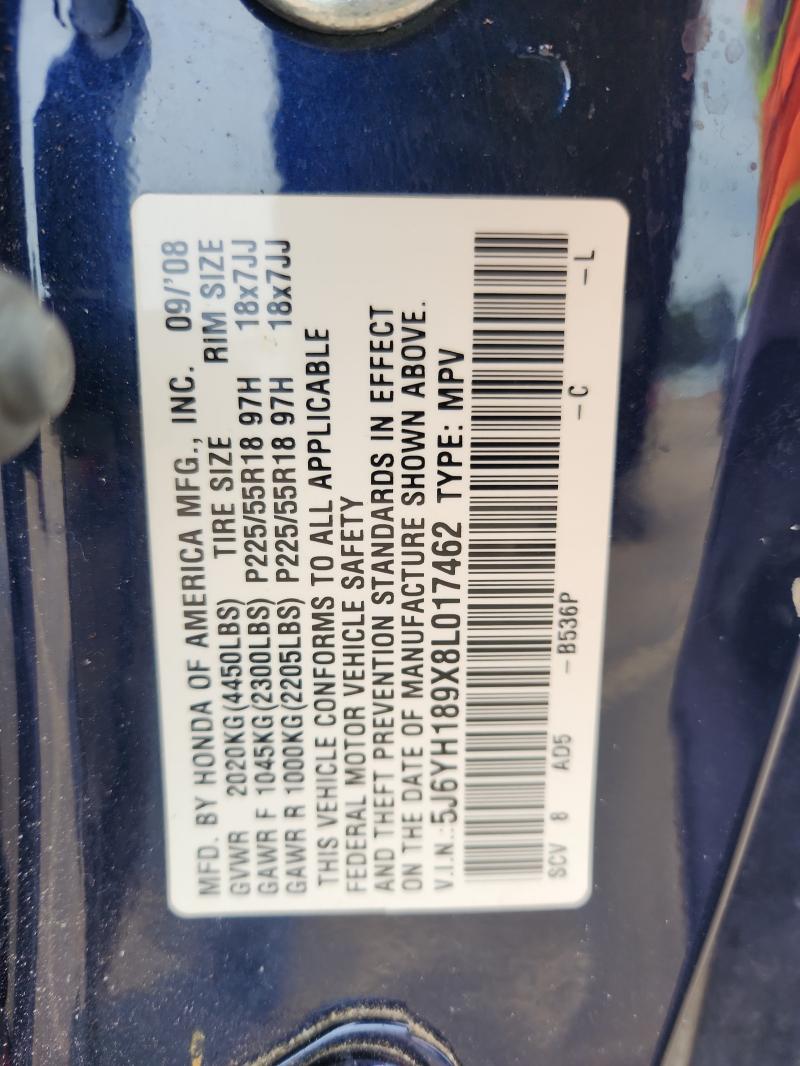 MFD. BY HONDA OF AMERICA MFG., INC. 09/'08
GVWR 2020KG(4450LBS) TIRE SIZE RIM SIZE
GAWR F 1045KG(2300LBS) P225/55R18 97H 18x7JJ
GAWR R 1000KG(2205LBS) P225/55R18 97H 18x7JJ
THIS VEHICLE CONFORMS TO ALL APPLICABLE
FEDERAL MOTOR VEHICLE SAFETY
AND THEFT PREVENTION STANDARDS IN EFFECT
ON THE DATE OF MANUFACTURE SHOWN ABOVE.
V.I.N.:5J6YH189X8L017462 TYPE: MPV
SCV 8 AD5 -B536P -C -L